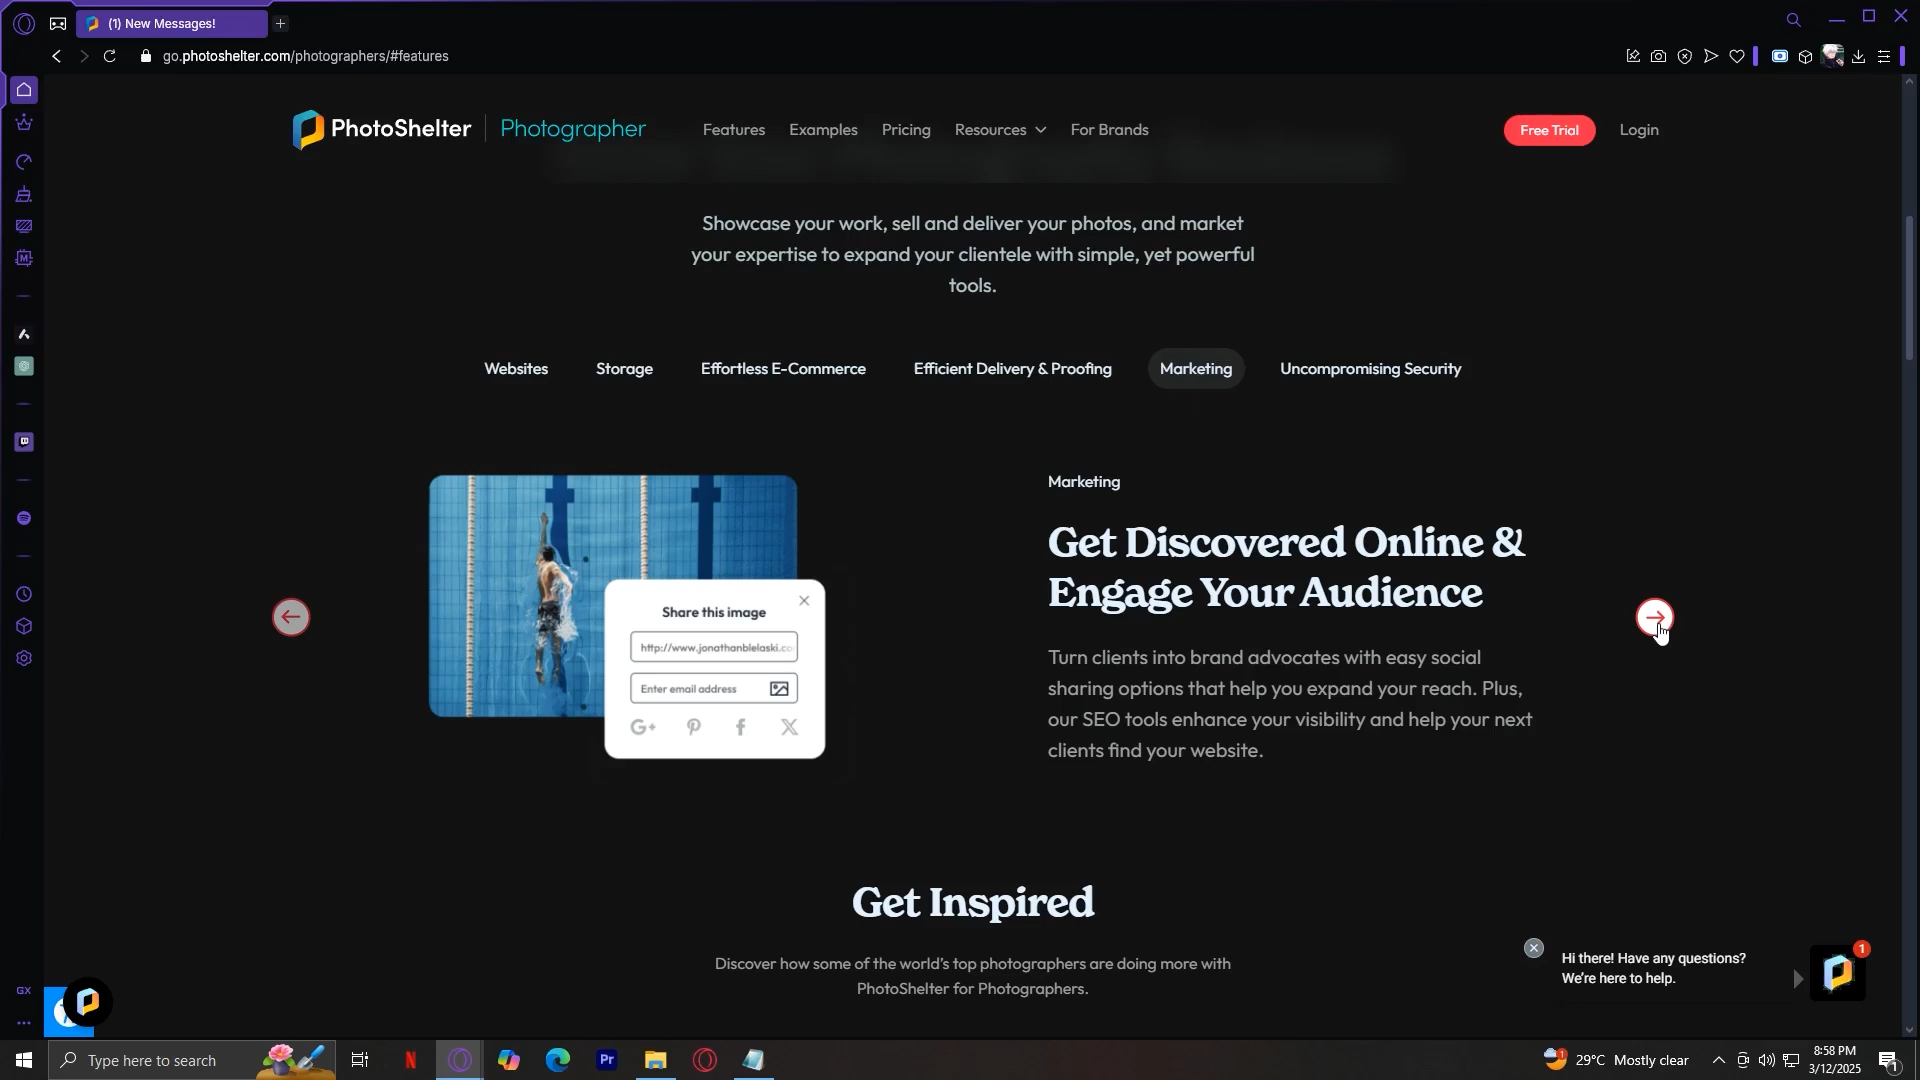 (1) New Messages!
go.photoshelter.com/photographers/#features
PhotoShelter
Photographer
Features
Examples
Pricing
Resources
For Brands
Free Trial
Login
Showcase your work, sell and deliver your photos, and market
your expertise to expand your clientele with simple, yet powerful
tools.
Websites
Storage
Effortless E-Commerce
Efficient Delivery & Proofing
Marketing
Uncompromising Security
Share this image
http://www.jonathanblelaski.co
Enter email address
G+
Marketing
Get Discovered Online &
Engage Your Audience
Turn clients into brand advocates with easy social
sharing options that help you expand your reach. Plus,
our SEO tools enhance your visibility and help your next
clients find your website.
Get Inspired
Discover how some of the world's top photographers are doing more with
PhotoShelter for Photographers.
Hi there! Have any questions?
We're here to help.
1
GX
Type here to search
Pr
1
29°C Mostly clear
8:58 PM
3/12/2025
1